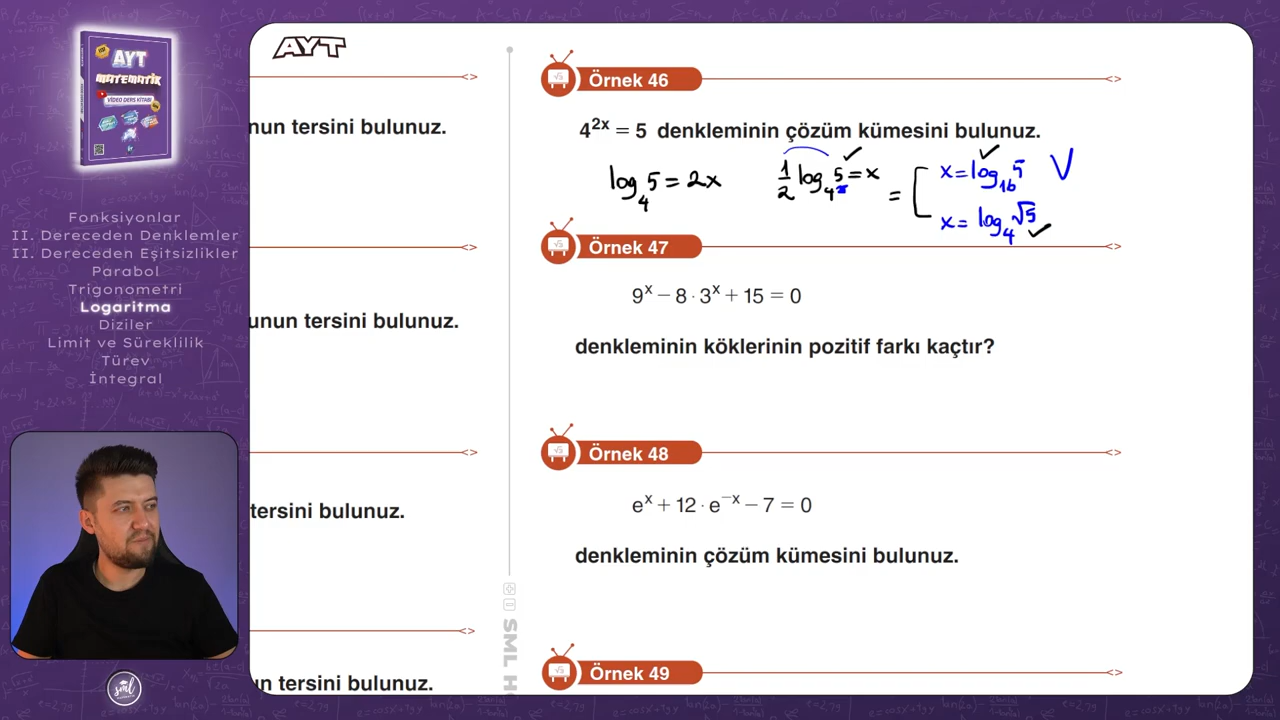 AYT
MATEMATİK
VİDEO DERS KİTABI
Fonksiyonlar
II. Dereceden Denklemler
II. Dereceden Eşitsizlikler
Parabol
Trigonometri
Logaritma
Diziler
Limit ve Süreklilik
Türev
İntegral
sml
AYT
nun tersini bulunuz.
unun tersini bulunuz.
tersini bulunuz.
ın tersini bulunuz.
SML H
Örnek 46
4^{2x} = 5 denkleminin çözüm kümesini bulunuz.
log_4 5 = 2x
1/2 log_4 5 = x = [ x = log_16 5
x = log_4 √5
Örnek 47
9^x − 8 · 3^x + 15 = 0
denkleminin köklerinin pozitif farkı kaçtır?
Örnek 48
e^x + 12 · e^{−x} − 7 = 0
denkleminin çözüm kümesini bulunuz.
Örnek 49